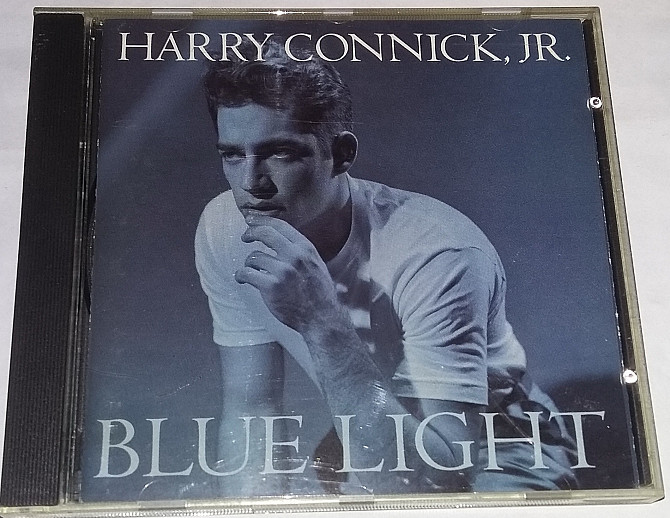 HARRY CONNICK, JR.
BLUE LIGHT